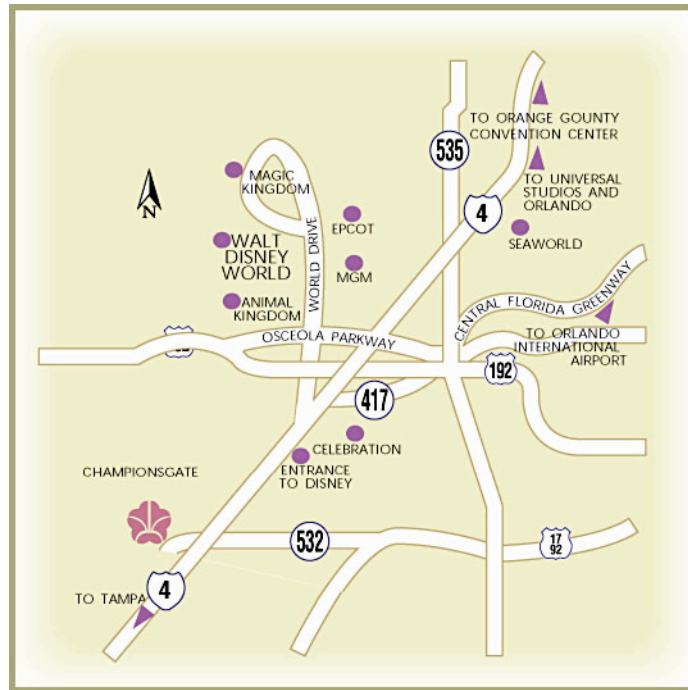 TO ORANGE GOUNTY
CONVENTION CENTER
535
TO UNIVERSAL
STUDIOS AND
ORLANDO
MAGIC
KINGDOM
N
4
EPCOT
SEAWORLD
WALT
DISNEY
WORLD
WORLD DRIVE
MGM
CENTRAL FLORIDA GREENWAY
ANIMAL
KINGDOM
OSCEOLA PARKWAY
TO ORLANDO
INTERNATIONAL
AIRPORT
192
417
CELEBRATION
ENTRANCE
TO DISNEY
CHAMPIONSGATE
532
17
92
4
TO TAMPA